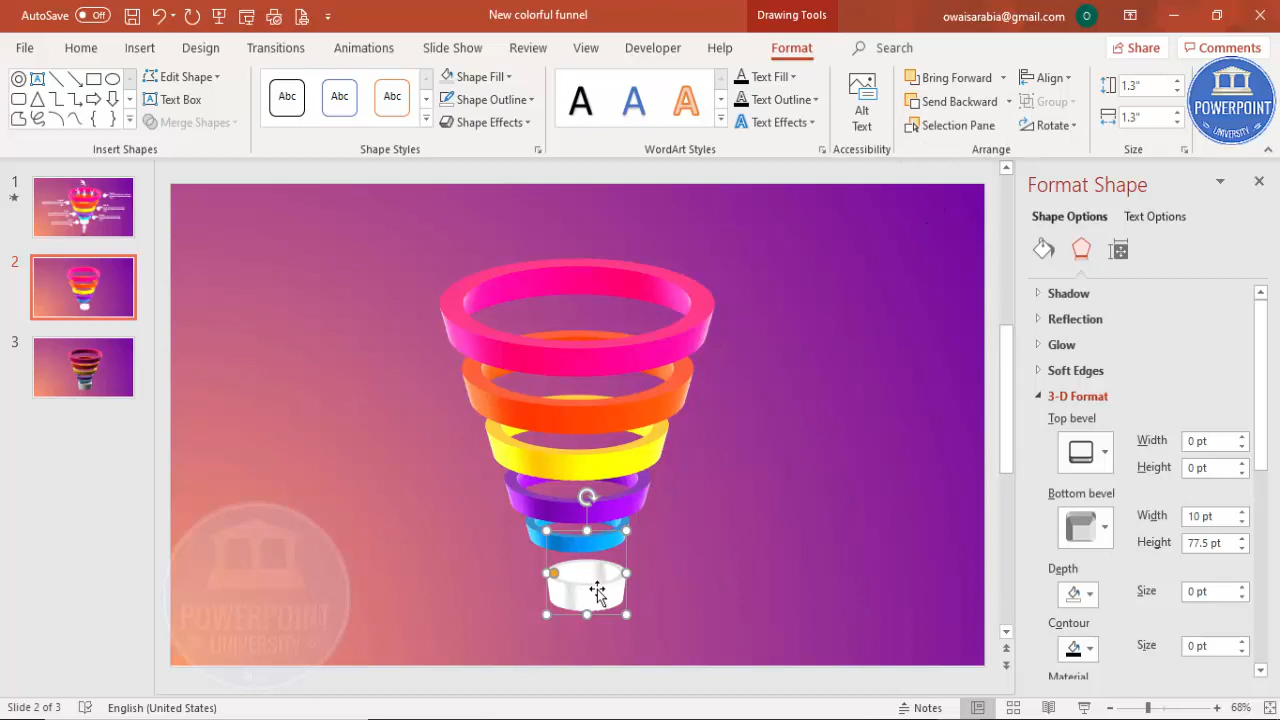 AutoSave Off New colorful funnel Drawing Tools owaisarabia@gmail.com O
File Home Insert Design Transitions Animations Slide Show Review View Developer Help Format Search Share Comments
Edit Shape Text Box Merge Shapes
Insert Shapes
Abc Abc Abc
Shape Fill Shape Outline Shape Effects
Shape Styles
A A A
Text Fill Text Outline Text Effects
WordArt Styles
Alt Text
Accessibility
Bring Forward Send Backward Selection Pane
Align Group Rotate
Arrange
1.3"
1.3"
Size
POWERPOINT
UNIVERSITY
1
2
3
POWERPOINT
UNIVERSITY
Format Shape
Shape Options Text Options
Shadow
Reflection
Glow
Soft Edges
3-D Format
Top bevel
Width 0 pt
Height 0 pt
Bottom bevel
Width 10 pt
Height 77.5 pt
Depth
Size 0 pt
Contour
Size 0 pt
Material
Slide 2 of 3 English (United States) Notes 68%